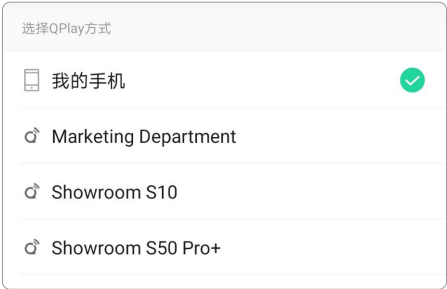 选择QPlay方式
我的手机
Marketing Department
Showroom S10
Showroom S50 Pro+